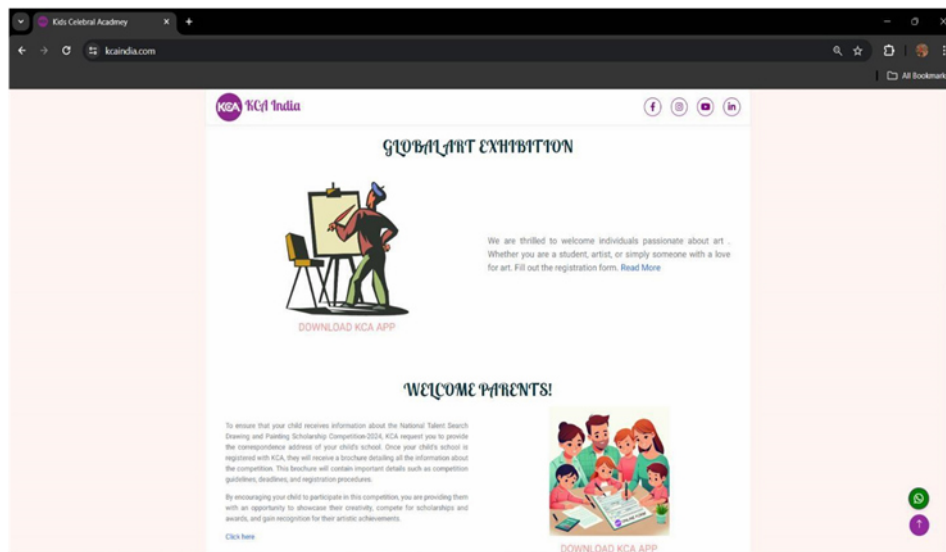 Kids Celebral Acadmey
kcaindia.com
All Bookmark
KCA KCA India
GLOBAL ART EXHIBITION
We are thrilled to welcome individuals passionate about art .
Whether you are a student, artist, or simply someone with a love
for art. Fill out the registration form. Read More
DOWNLOAD KCA APP
WELCOME PARENTS!
To ensure that your child receives information about the National Talent Search
Drawing and Painting Scholarship Competition-2024, KCA request you to provide
the correspondence address of your child's school. Once your child's school is
registered with KCA, they will receive a brochure detailing all the information about
the competition. This brochure will contain important details such as competition
guidelines, deadlines, and registration procedures.
By encouraging your child to participate in this competition, you are providing them
with an opportunity to showcase their creativity, compete for scholarships and
awards, and gain recognition for their artistic achievements.
Click here
ONLINE FORM
DOWNLOAD KCA APP